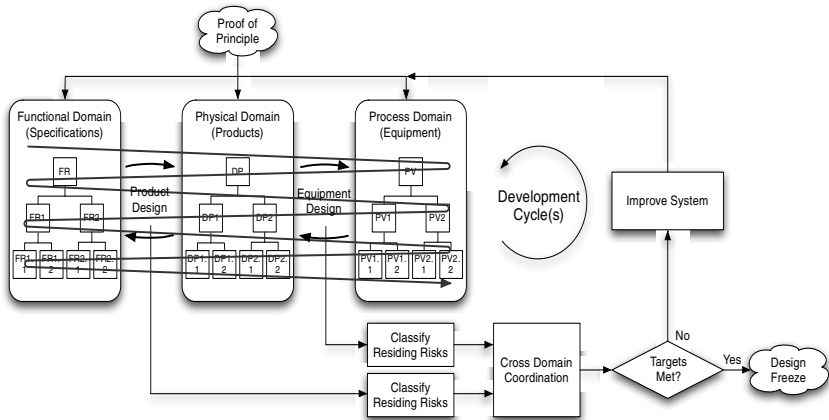 Proof of
Principle
Functional Domain
(Specifications)
Physical Domain
(Products)
Process Domain
(Equipment)
FR
DP
PV
Product
Design
Equipment
Design
Development
Cycle(s)
Improve System
FR1
FR2
DP1
DP2
PV1
PV2
FR1.
1
FR1.
2
FR2.
1
FR2.
2
DP1.
1
DP1.
2
DP2.
1
DP2.
2
PV1.
1
PV1.
2
PV2.
1
PV2.
2
Classify
Residing Risks
Classify
Residing Risks
Cross Domain
Coordination
No
Targets
Met?
Yes
Design
Freeze